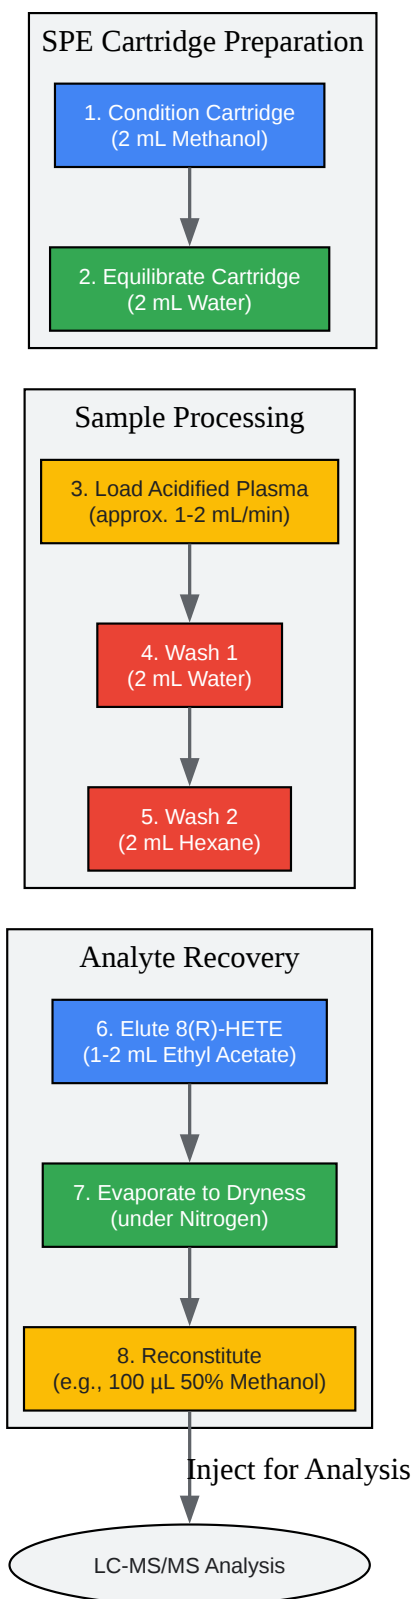 SPE Cartridge Preparation
1. Condition Cartridge
(2 mL Methanol)
2. Equilibrate Cartridge
(2 mL Water)
Sample Processing
3. Load Acidified Plasma
(approx. 1-2 mL/min)
4. Wash 1
(2 mL Water)
5. Wash 2
(2 mL Hexane)
Analyte Recovery
6. Elute 8(R)-HETE
(1-2 mL Ethyl Acetate)
7. Evaporate to Dryness
(under Nitrogen)
8. Reconstitute
(e.g., 100 µL 50% Methanol)
Inject for Analysis
LC-MS/MS Analysis